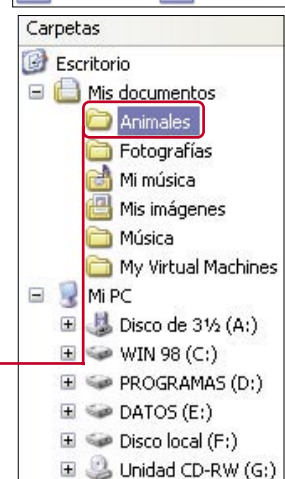 Carpetas
Escritorio
Mis documentos
Animales
Fotografías
Mi música
Mis imágenes
Música
My Virtual Machines
Mi PC
Disco de 3½ (A:)
WIN 98 (C:)
PROGRAMAS (D:)
DATOS (E:)
Disco local (F:)
Unidad CD-RW (G:)